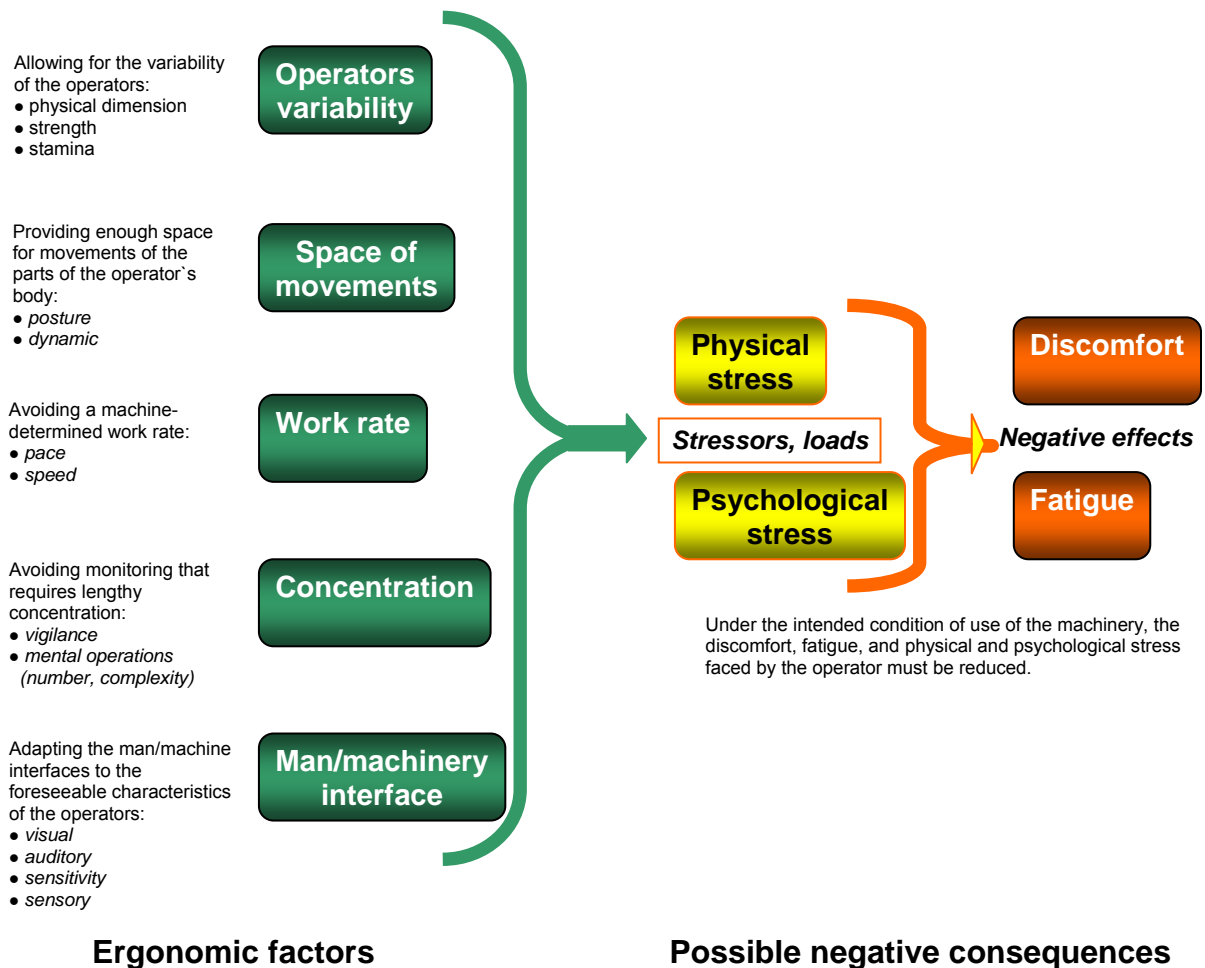 Allowing for the variability
of the operators:
● physical dimension
● strength
● stamina
Operators
variability
Providing enough space
for movements of the
parts of the operator`s
body:
● posture
● dynamic
Space of
movements
Avoiding a machine-
determined work rate:
● pace
● speed
Work rate
Avoiding monitoring that
requires lengthy
concentration:
● vigilance
● mental operations
(number, complexity)
Concentration
Adapting the man/machine
interfaces to the
foreseeable characteristics
of the operators:
● visual
● auditory
● sensitivity
● sensory
Man/machinery
interface
Physical
stress
Stressors, loads
Psychological
stress
Discomfort
Negative effects
Fatigue
Under the intended condition of use of the machinery, the
discomfort, fatigue, and physical and psychological stress
faced by the operator must be reduced.
Ergonomic factors
Possible negative consequences